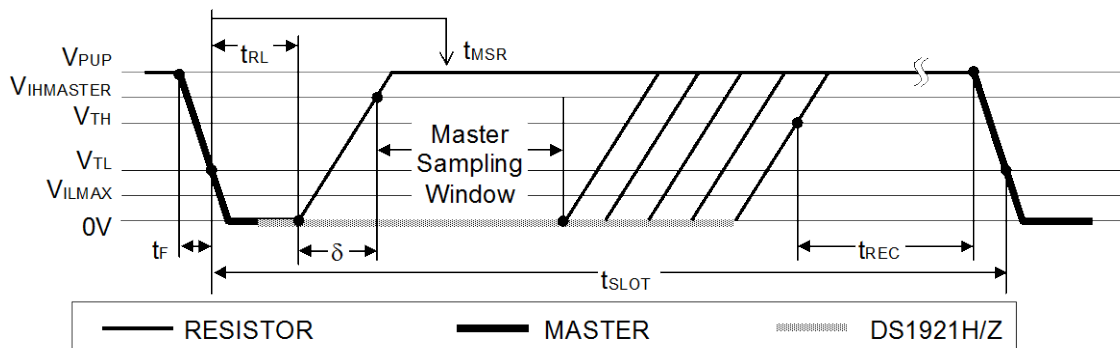 VPUP
VIHMASTER
VTH
VTL
VILMAX
0V
tRL
tMSR
Master
Sampling
Window
tF
δ
tREC
tSLOT
RESISTOR
MASTER
DS1921H/Z